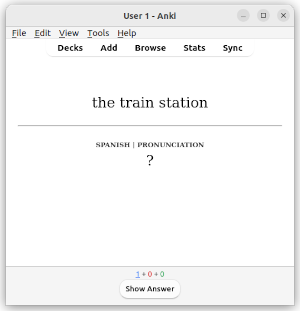 User 1 - Anki
File Edit View Tools Help
Decks Add Browse Stats Sync
the train station
SPANISH | PRONUNCIATION
?
1 + 0 + 0
Show Answer